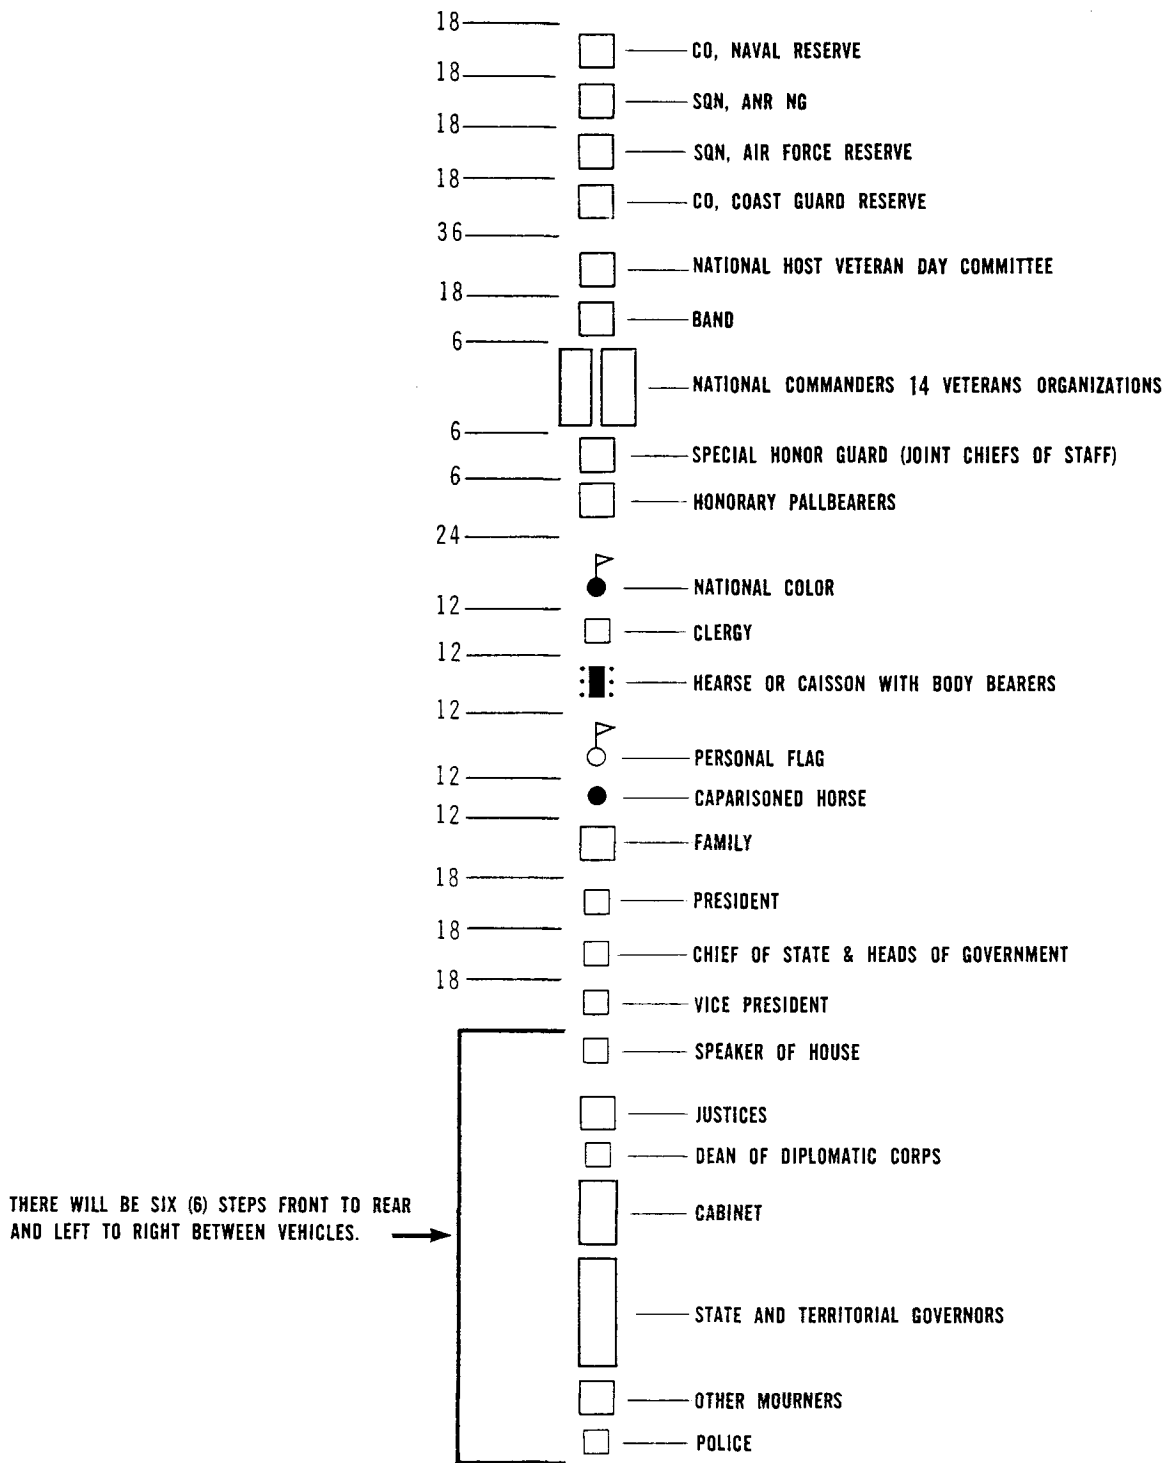 18
CO, NAVAL RESERVE
18
SQN, ANR NG
18
SQN, AIR FORCE RESERVE
18
CO, COAST GUARD RESERVE
36
NATIONAL HOST VETERAN DAY COMMITTEE
18
BAND
6
NATIONAL COMMANDERS 14 VETERANS ORGANIZATIONS
6
SPECIAL HONOR GUARD (JOINT CHIEFS OF STAFF)
6
HONORARY PALLBEARERS
24
NATIONAL COLOR
12
CLERGY
12
HEARSE OR CAISSON WITH BODY BEARERS
12
PERSONAL FLAG
12
CAPARISONED HORSE
12
FAMILY
18
PRESIDENT
18
CHIEF OF STATE & HEADS OF GOVERNMENT
18
VICE PRESIDENT
SPEAKER OF HOUSE
JUSTICES
DEAN OF DIPLOMATIC CORPS
THERE WILL BE SIX (6) STEPS FRONT TO REAR
AND LEFT TO RIGHT BETWEEN VEHICLES.
CABINET
STATE AND TERRITORIAL GOVERNORS
OTHER MOURNERS
POLICE